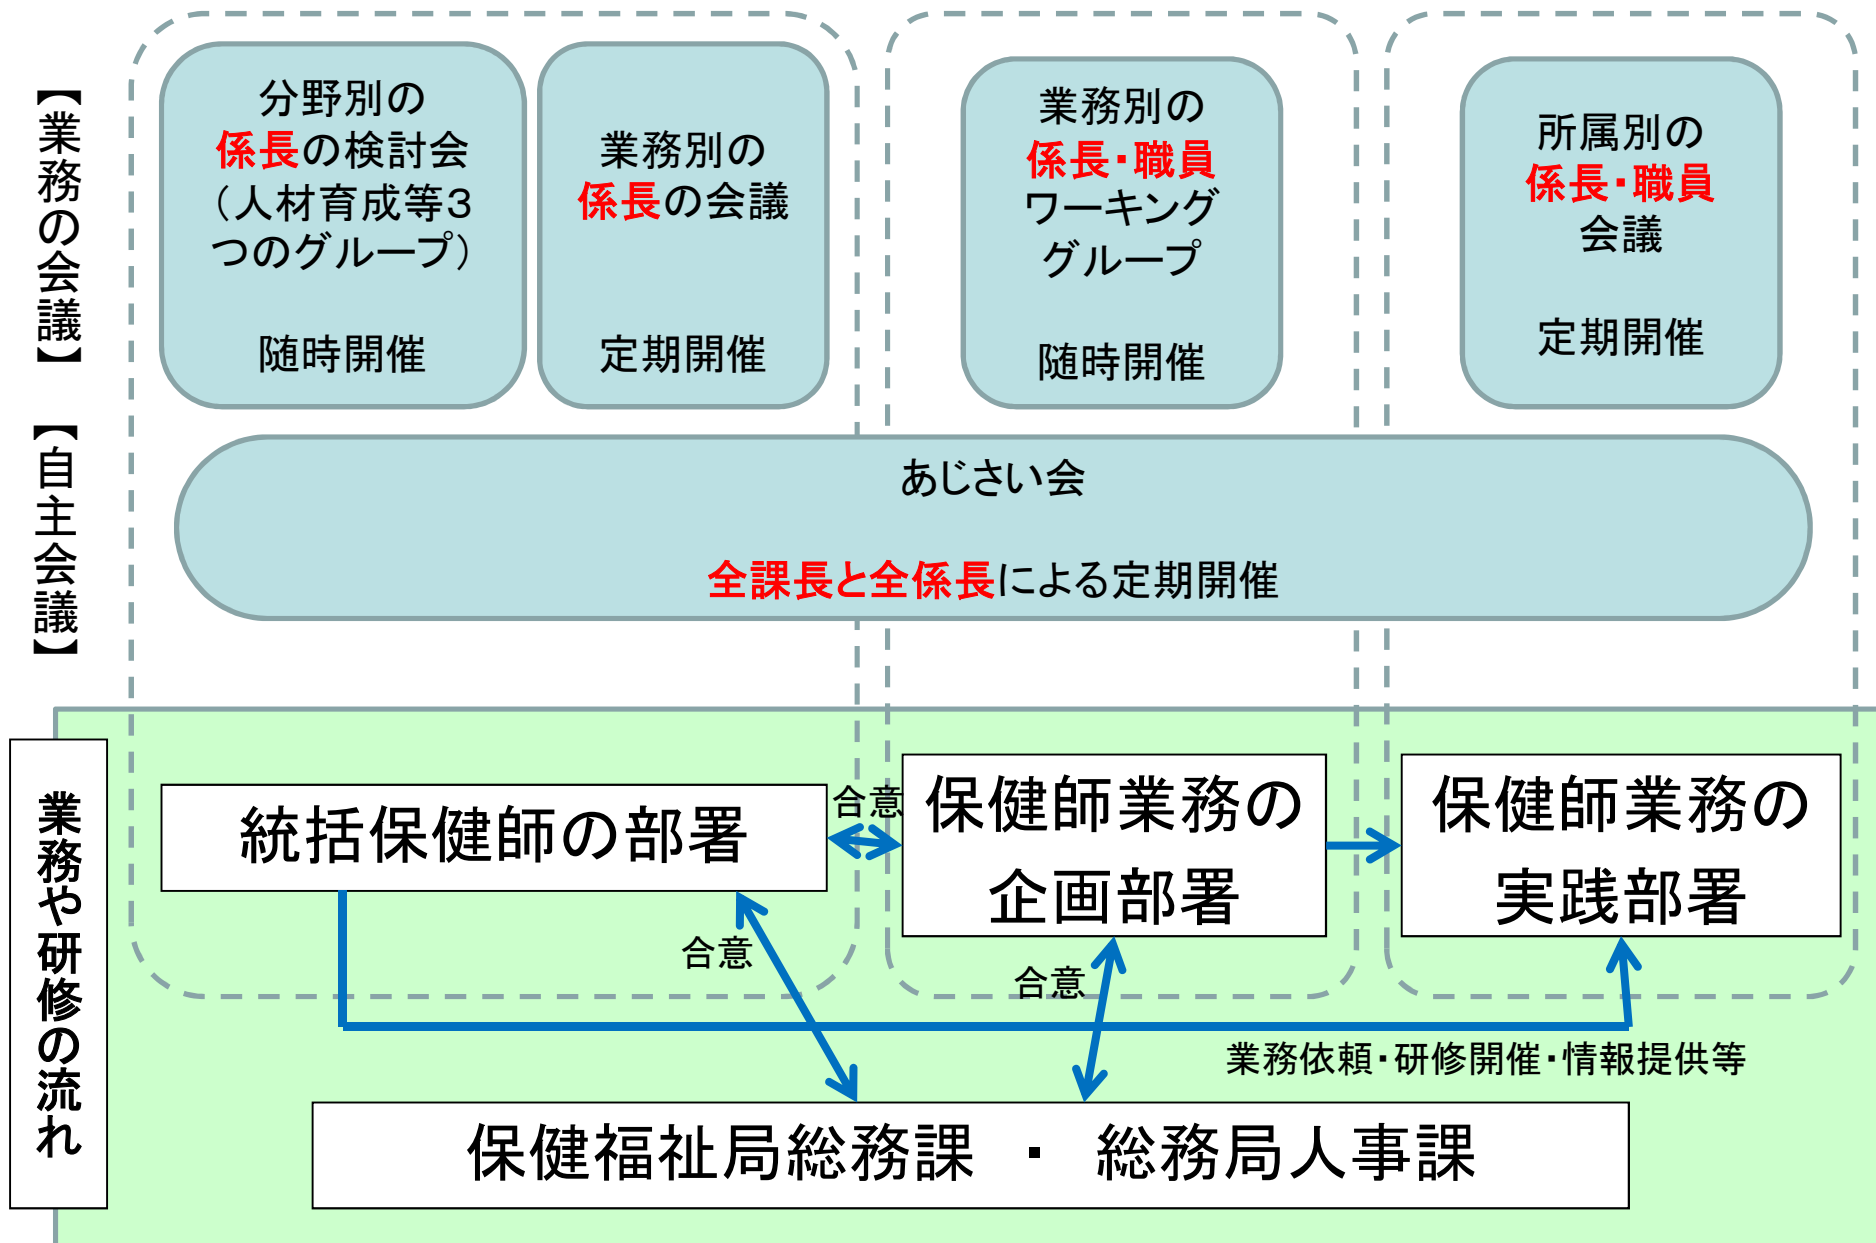 【業務の会議】
分野別の
係長の検討会
（人材育成等３
つのグループ）
随時開催
業務別の
係長の会議
定期開催
業務別の
係長・職員
ワーキング
グループ
随時開催
所属別の
係長・職員
会議
定期開催
【自主会議】
あじさい会
全課長と全係長による定期開催
業務や研修の流れ
統括保健師の部署
合意
保健師業務の
企画部署
保健師業務の
実践部署
合意
合意
業務依頼・研修開催・情報提供等
保健福祉局総務課　・　総務局人事課